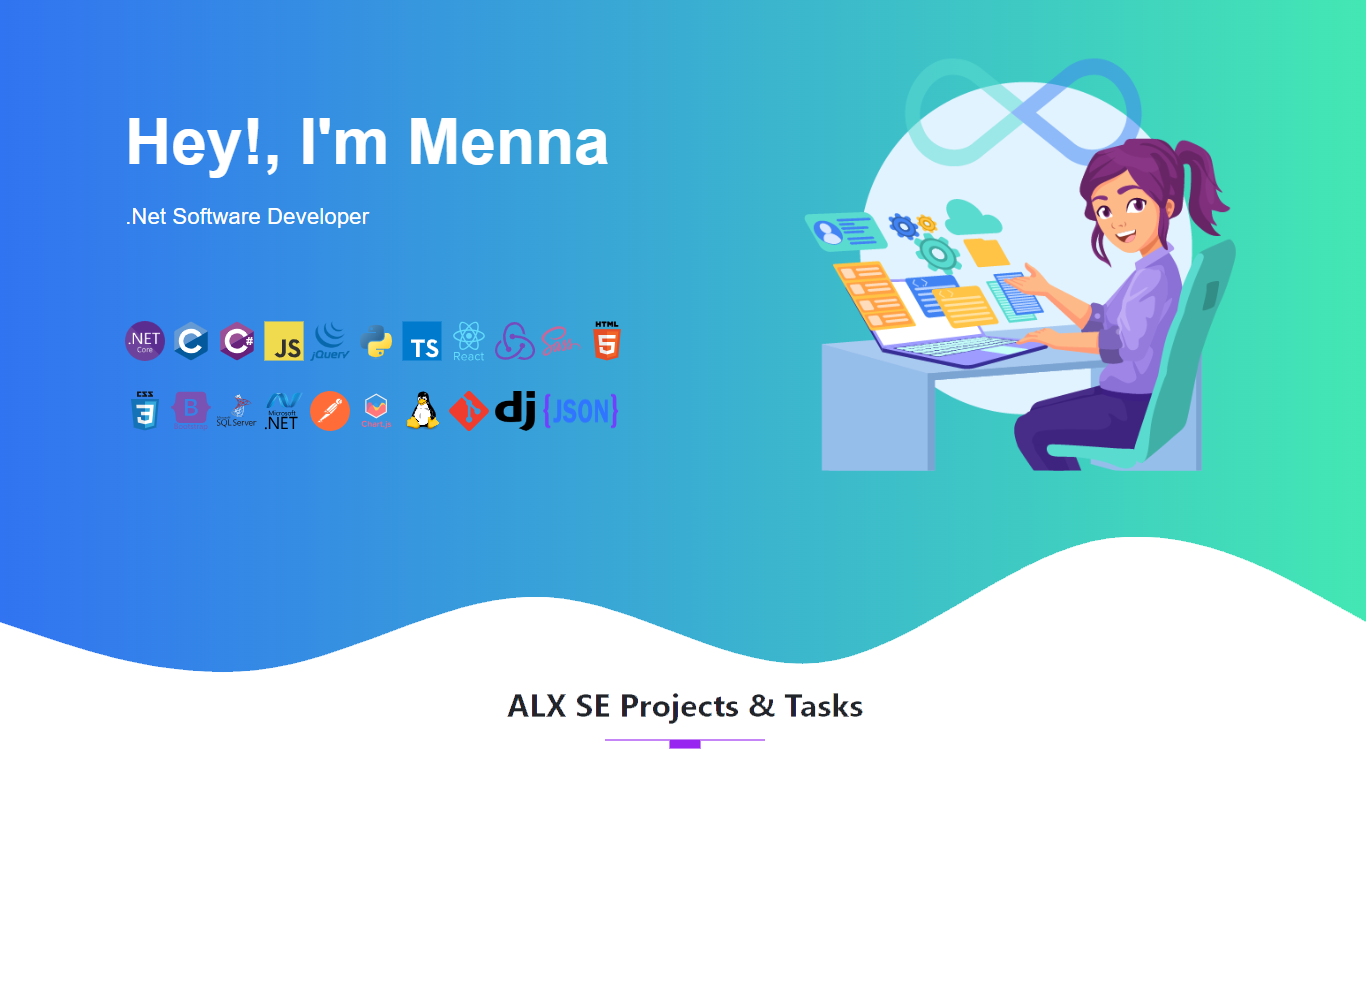 Hey!, I'm Menna
.Net Software Developer
.NET Core C C# JS jQuery TS React Sass HTML 5
CSS 3 B SQL Server Microsoft .NET Chart.js dj {JSON}
ALX SE Projects & Tasks